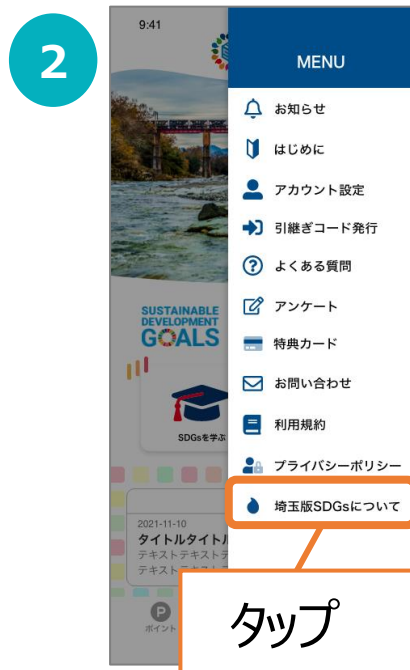 2
9:41
MENU
お知らせ
はじめに
アカウント設定
引継ぎコード発行
よくある質問
アンケート
特典カード
お問い合わせ
利用規約
プライバシーポリシー
埼玉版SDGsについて
SUSTAINABLE
DEVELOPMENT
GOALS
SDGsを学ぶ
2021-11-10
タイトルタイトル
テキストテキストテ
テキスト
P
ポイント
タップ